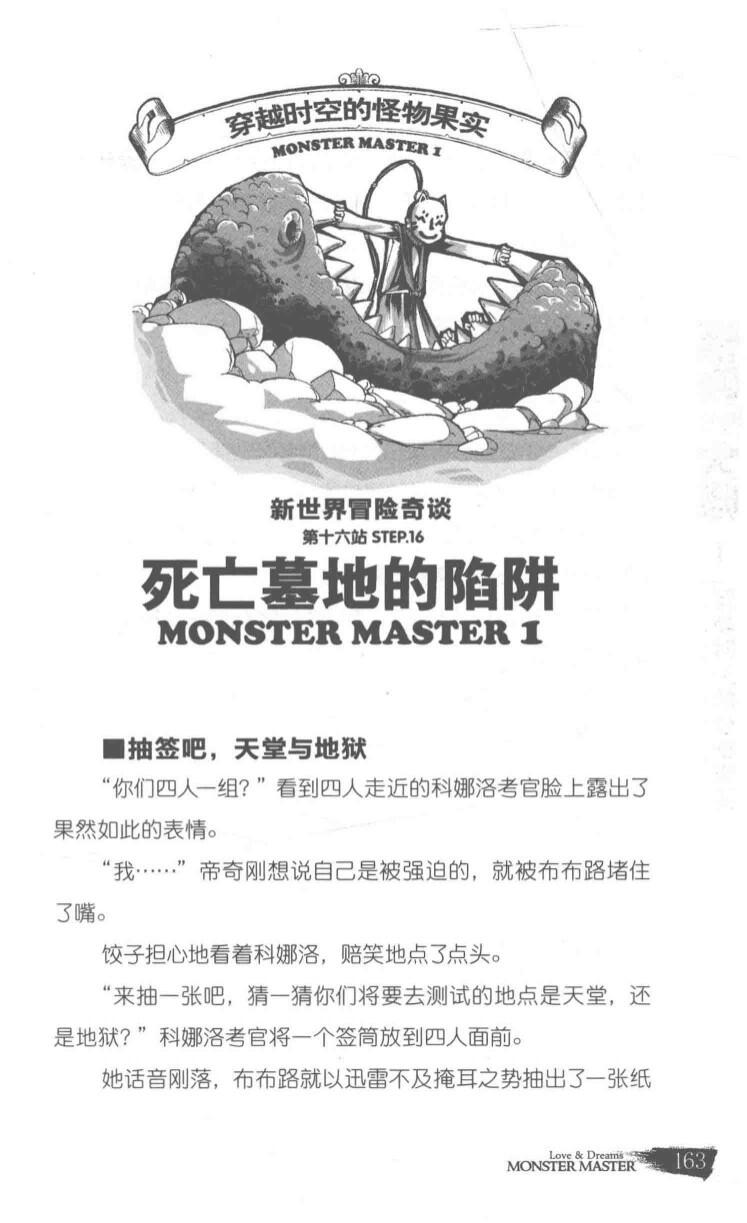 穿越时空的怪物果实
MONSTER MASTER 1
新世界冒险奇谈
第十六站 STEP.16
死亡墓地的陷阱
MONSTER MASTER 1
■抽签吧，天堂与地狱
“你们四人一组？”看到四人走近的科娜洛考官脸上露出了
果然如此的表情。
“我……”帝奇刚想说自己是被强迫的，就被布布路堵住
了嘴。
饺子担心地看着科娜洛，赔笑地点了点头。
“来抽一张吧，猜一猜你们将要去测试的地点是天堂，还
是地狱？”科娜洛考官将一个签筒放到四人面前。
她话音刚落，布布路就以迅雷不及掩耳之势抽出了一张纸
Love & Dreams
MONSTER MASTER 163